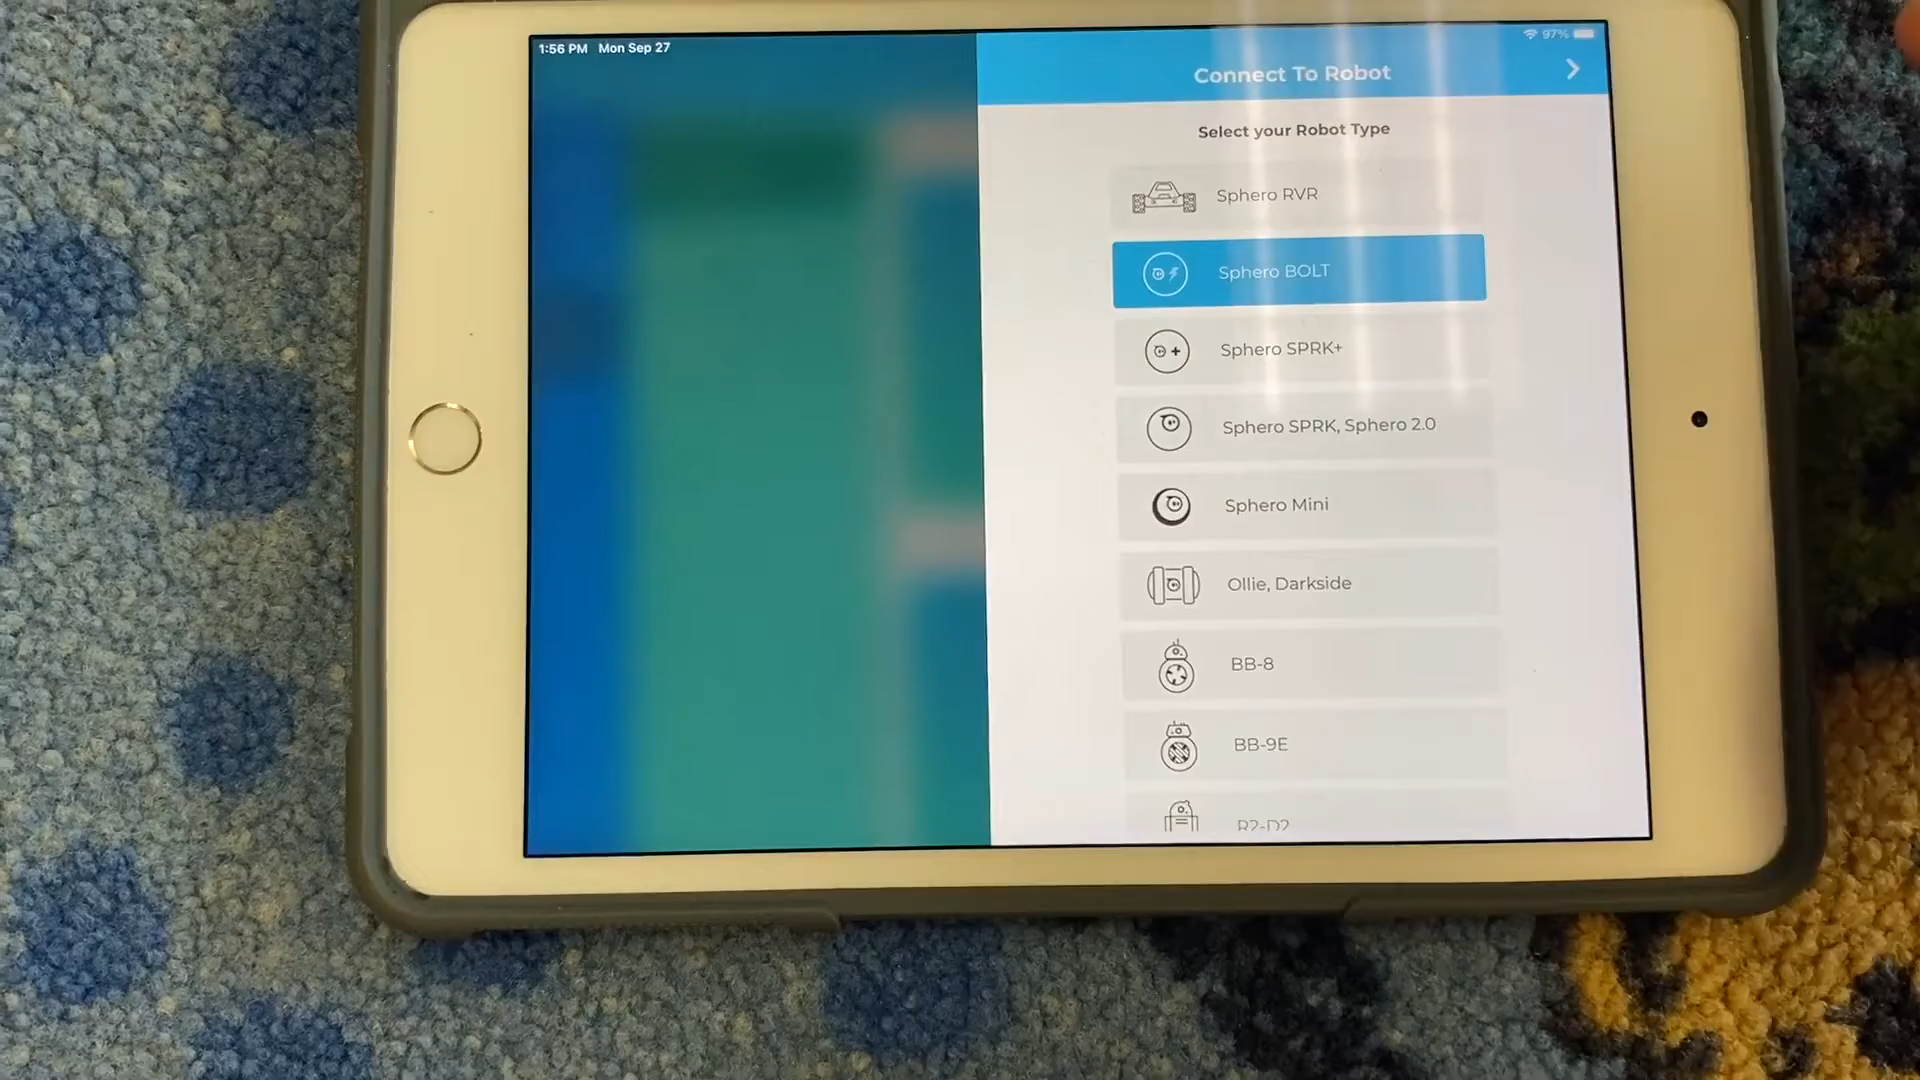 1:56 PM Mon Sep 27
97%
Connect To Robot
Select your Robot Type
Sphero RVR
Sphero BOLT
Sphero SPRK+
Sphero SPRK, Sphero 2.0
Sphero Mini
Ollie, Darkside
BB-8
BB-9E
R2-D2